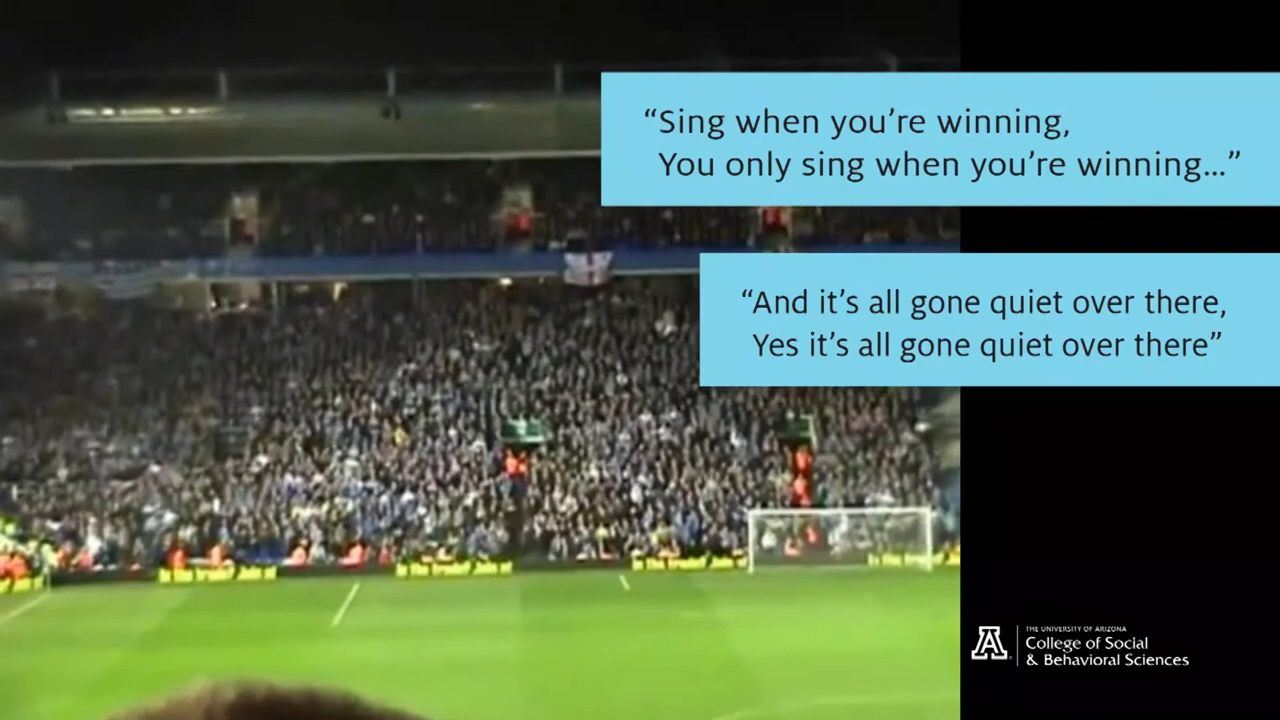 “Sing when you’re winning,
You only sing when you’re winning...”
“And it’s all gone quiet over there,
Yes it’s all gone quiet over there”
THE UNIVERSITY OF ARIZONA
College of Social
& Behavioral Sciences